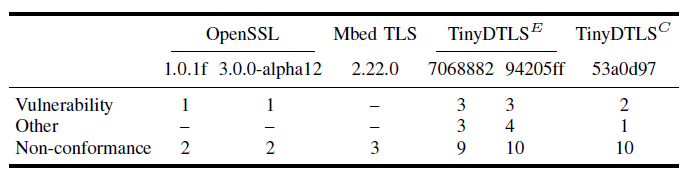 OpenSSL Mbed TLS TinyDTLS^E TinyDTLS^C
1.0.1f 3.0.0-alpha12 2.22.0 7068882 94205ff 53a0d97
Vulnerability 1 1 – 3 3 2
Other – – – 3 4 1
Non-conformance 2 2 3 9 10 10